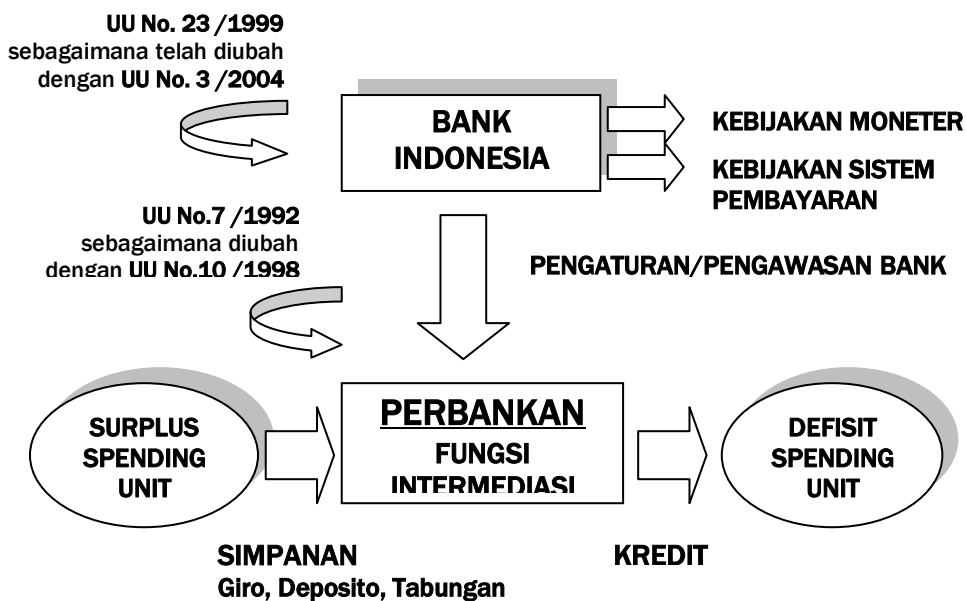 UU No. 23 /1999
sebagaimana telah diubah
dengan UU No. 3 /2004
BANK
INDONESIA
KEBIJAKAN MONETER
KEBIJAKAN SISTEM
PEMBAYARAN
UU No.7 /1992
sebagaimana diubah
dengan UU No.10 /1998
PENGATURAN/PENGAWASAN BANK
SURPLUS
SPENDING
UNIT
PERBANKAN
FUNGSI
INTERMEDIASI
DEFISIT
SPENDING
UNIT
SIMPANAN
Giro, Deposito, Tabungan
KREDIT